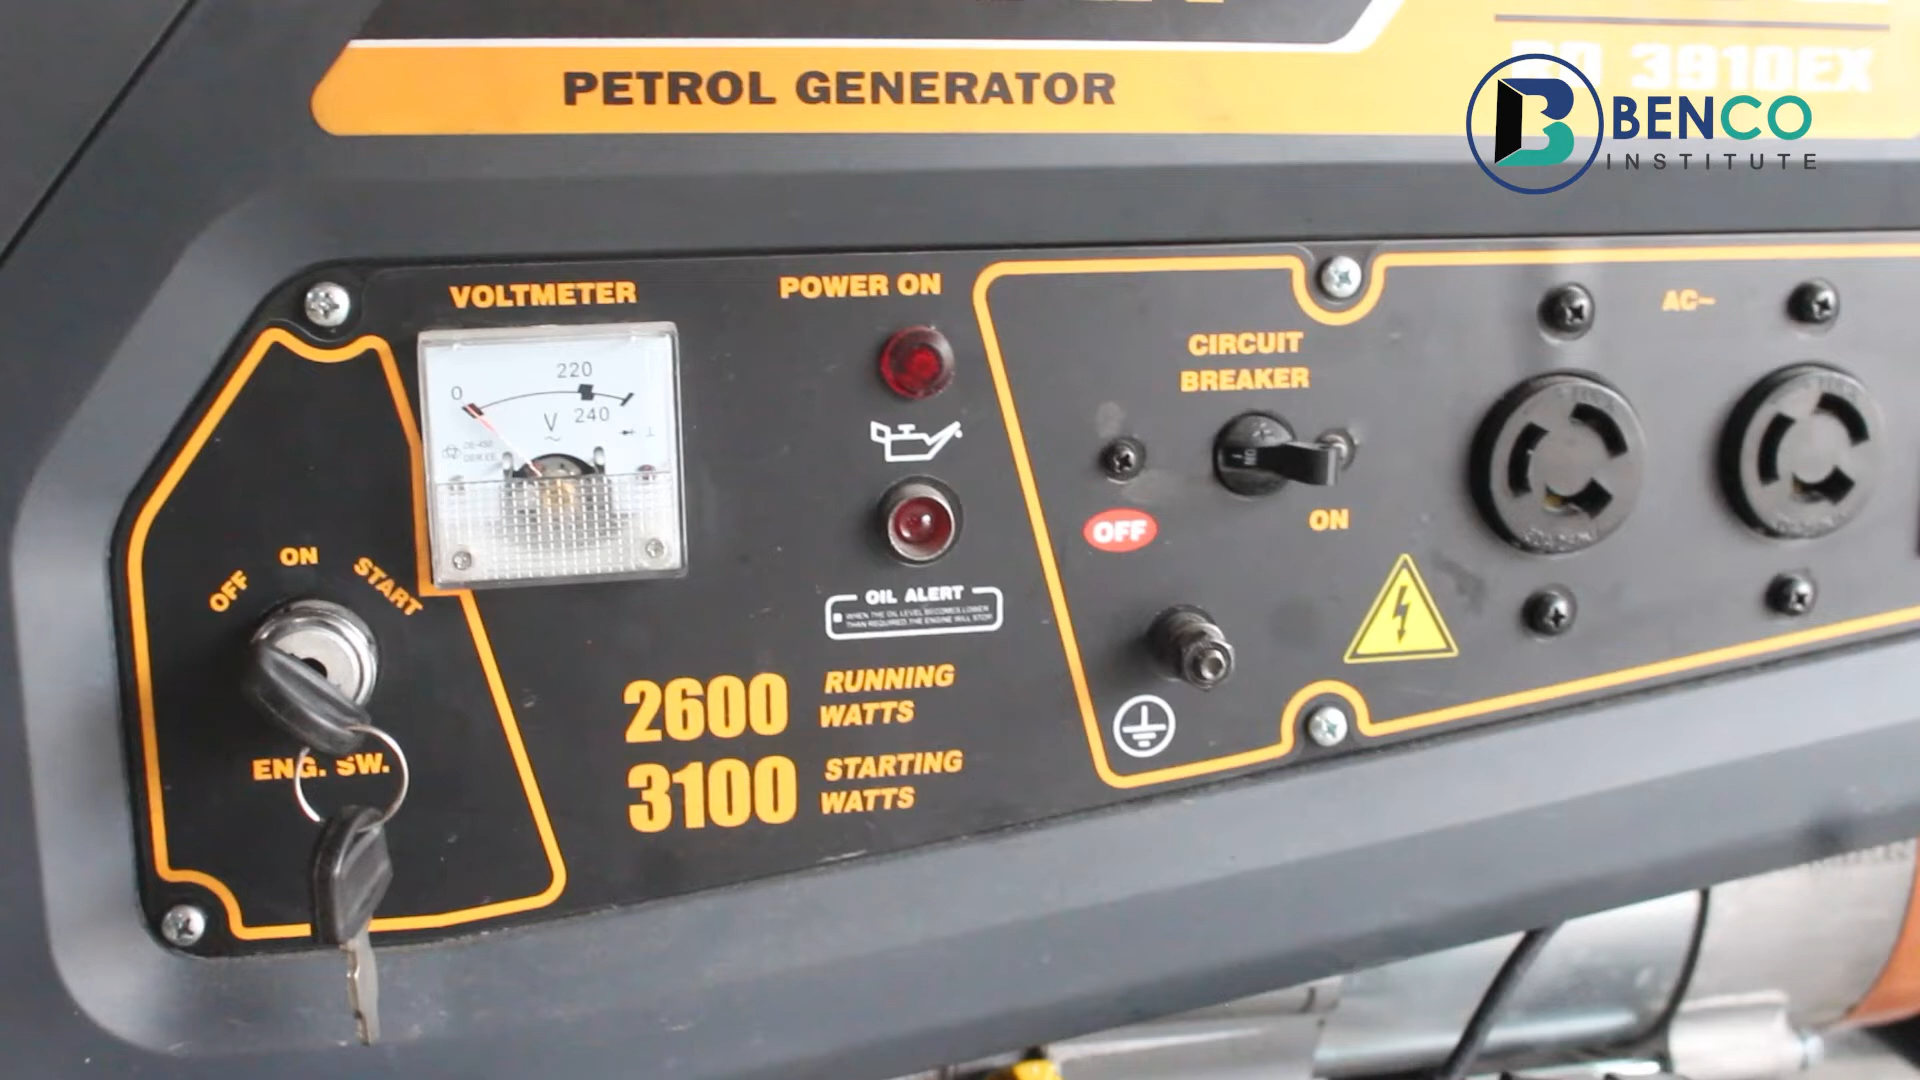 PETROL GENERATOR
3910EX
BENCO
INSTITUTE
VOLTMETER
POWER ON
0
220
240
V
CIRCUIT
BREAKER
AC~
ON
OFF
ON
OFF
ON
START
ENG. SW.
OIL ALERT
WHEN THE OIL LEVEL BECOMES LOWER
THAN REQUIRED, THE ENGINE WILL STOP
2600 RUNNING
WATTS
3100 STARTING
WATTS